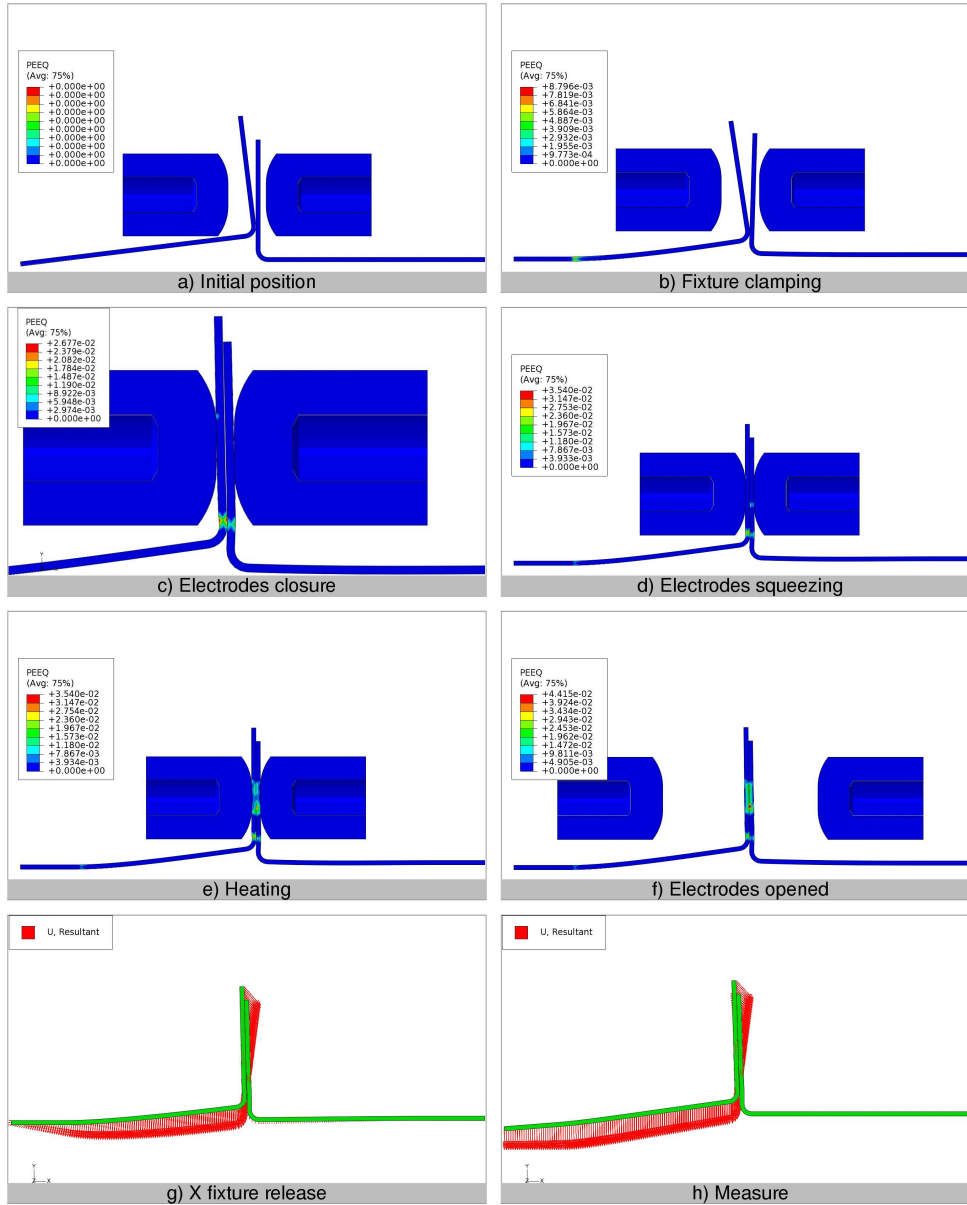 PEEQ
(Avg: 75%)
+0.000e+00
+0.000e+00
+0.000e+00
+0.000e+00
+0.000e+00
+0.000e+00
+0.000e+00
+0.000e+00
+0.000e+00
+0.000e+00
a) Initial position
PEEQ
(Avg: 75%)
+8.796e-03
+7.819e-03
+6.841e-03
+5.864e-03
+4.887e-03
+3.909e-03
+2.932e-03
+1.955e-03
+9.773e-04
+0.000e+00
b) Fixture clamping
PEEQ
(Avg: 75%)
+2.677e-02
+2.379e-02
+2.082e-02
+1.784e-02
+1.487e-02
+1.190e-02
+8.922e-03
+5.948e-03
+2.974e-03
+0.000e+00
Y
c) Electrodes closure
PEEQ
(Avg: 75%)
+3.540e-02
+3.147e-02
+2.753e-02
+2.360e-02
+1.967e-02
+1.573e-02
+1.180e-02
+7.867e-03
+3.933e-03
+0.000e+00
d) Electrodes squeezing
PEEQ
(Avg: 75%)
+3.540e-02
+3.147e-02
+2.754e-02
+2.360e-02
+1.967e-02
+1.573e-02
+1.180e-02
+7.867e-03
+3.934e-03
+0.000e+00
e) Heating
PEEQ
(Avg: 75%)
+4.415e-02
+3.924e-02
+3.434e-02
+2.943e-02
+2.453e-02
+1.962e-02
+1.472e-02
+9.811e-03
+4.905e-03
+0.000e+00
f) Electrodes opened
U, Resultant
Y
Z X
g) X fixture release
U, Resultant
Y
Z X
h) Measure